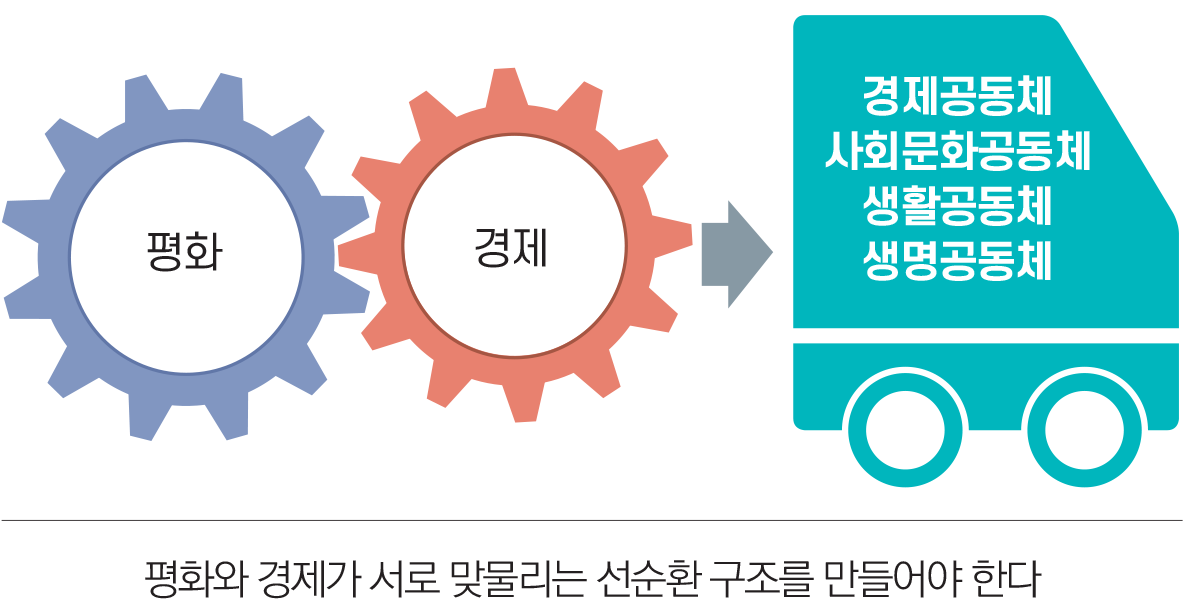 평화
경제
경제공동체
사회문화공동체
생활공동체
생명공동체
평화와 경제가 서로 맞물리는 선순환 구조를 만들어야 한다